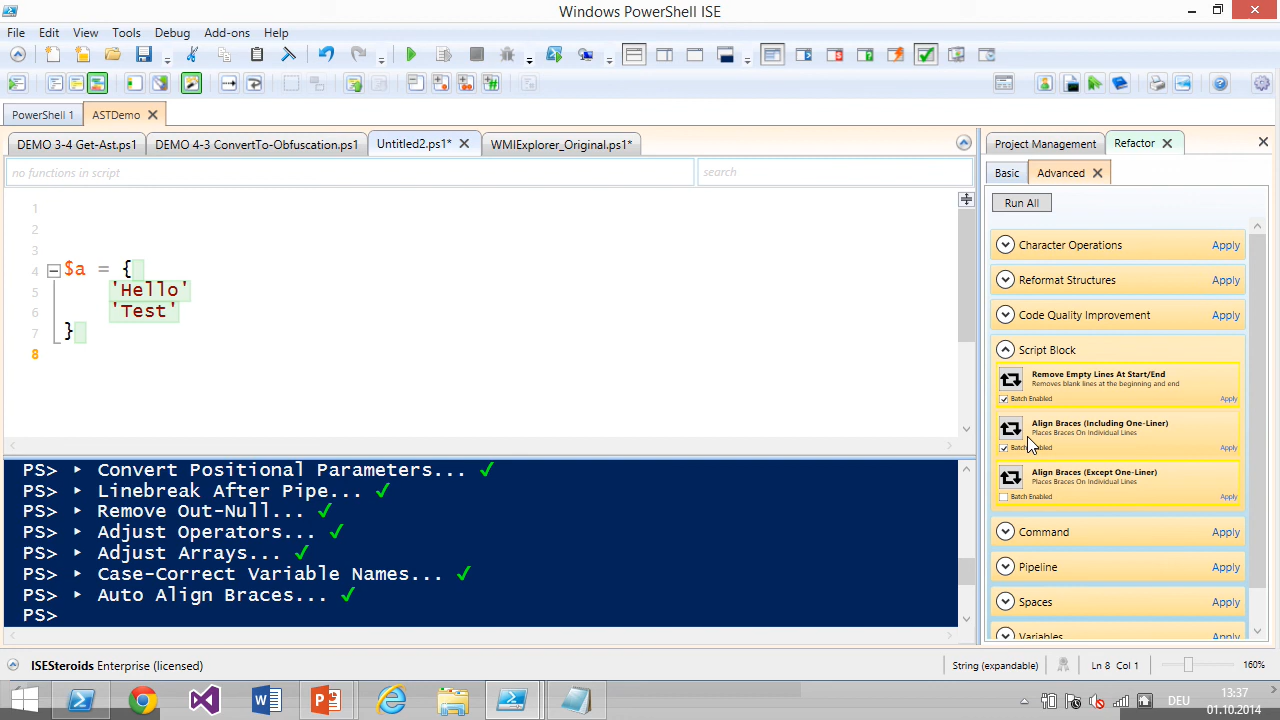 Windows PowerShell ISE
File Edit View Tools Debug Add-ons Help
PowerShell 1 ASTDemo
DEMO 3-4 Get-Ast.ps1 DEMO 4-3 ConvertTo-Obfuscation.ps1 Untitled2.ps1* WMIExplorer_Original.ps1*
no functions in script search
1
2
3
4 $a = {
5 'Hello'
6 'Test'
7 }
8
PS> ▸ Convert Positional Parameters... ✓
PS> ▸ Linebreak After Pipe... ✓
PS> ▸ Remove Out-Null... ✓
PS> ▸ Adjust Operators... ✓
PS> ▸ Adjust Arrays... ✓
PS> ▸ Case-Correct Variable Names... ✓
PS> ▸ Auto Align Braces... ✓
PS>
Project Management Refactor
Basic Advanced
Run All
Character Operations Apply
Reformat Structures Apply
Code Quality Improvement Apply
Script Block
Remove Empty Lines At Start/End
Removes blank lines at the beginning and end
Batch Enabled Apply
Align Braces (Including One-Liner)
Places Braces On Individual Lines
Batch Enabled Apply
Align Braces (Except One-Liner)
Places Braces On Individual Lines
Batch Enabled Apply
Command Apply
Pipeline Apply
Spaces Apply
Variables Apply
ISESteroids Enterprise (licensed) String (expandable) Ln 8 Col 1 160%
DEU 13:37
01.10.2014